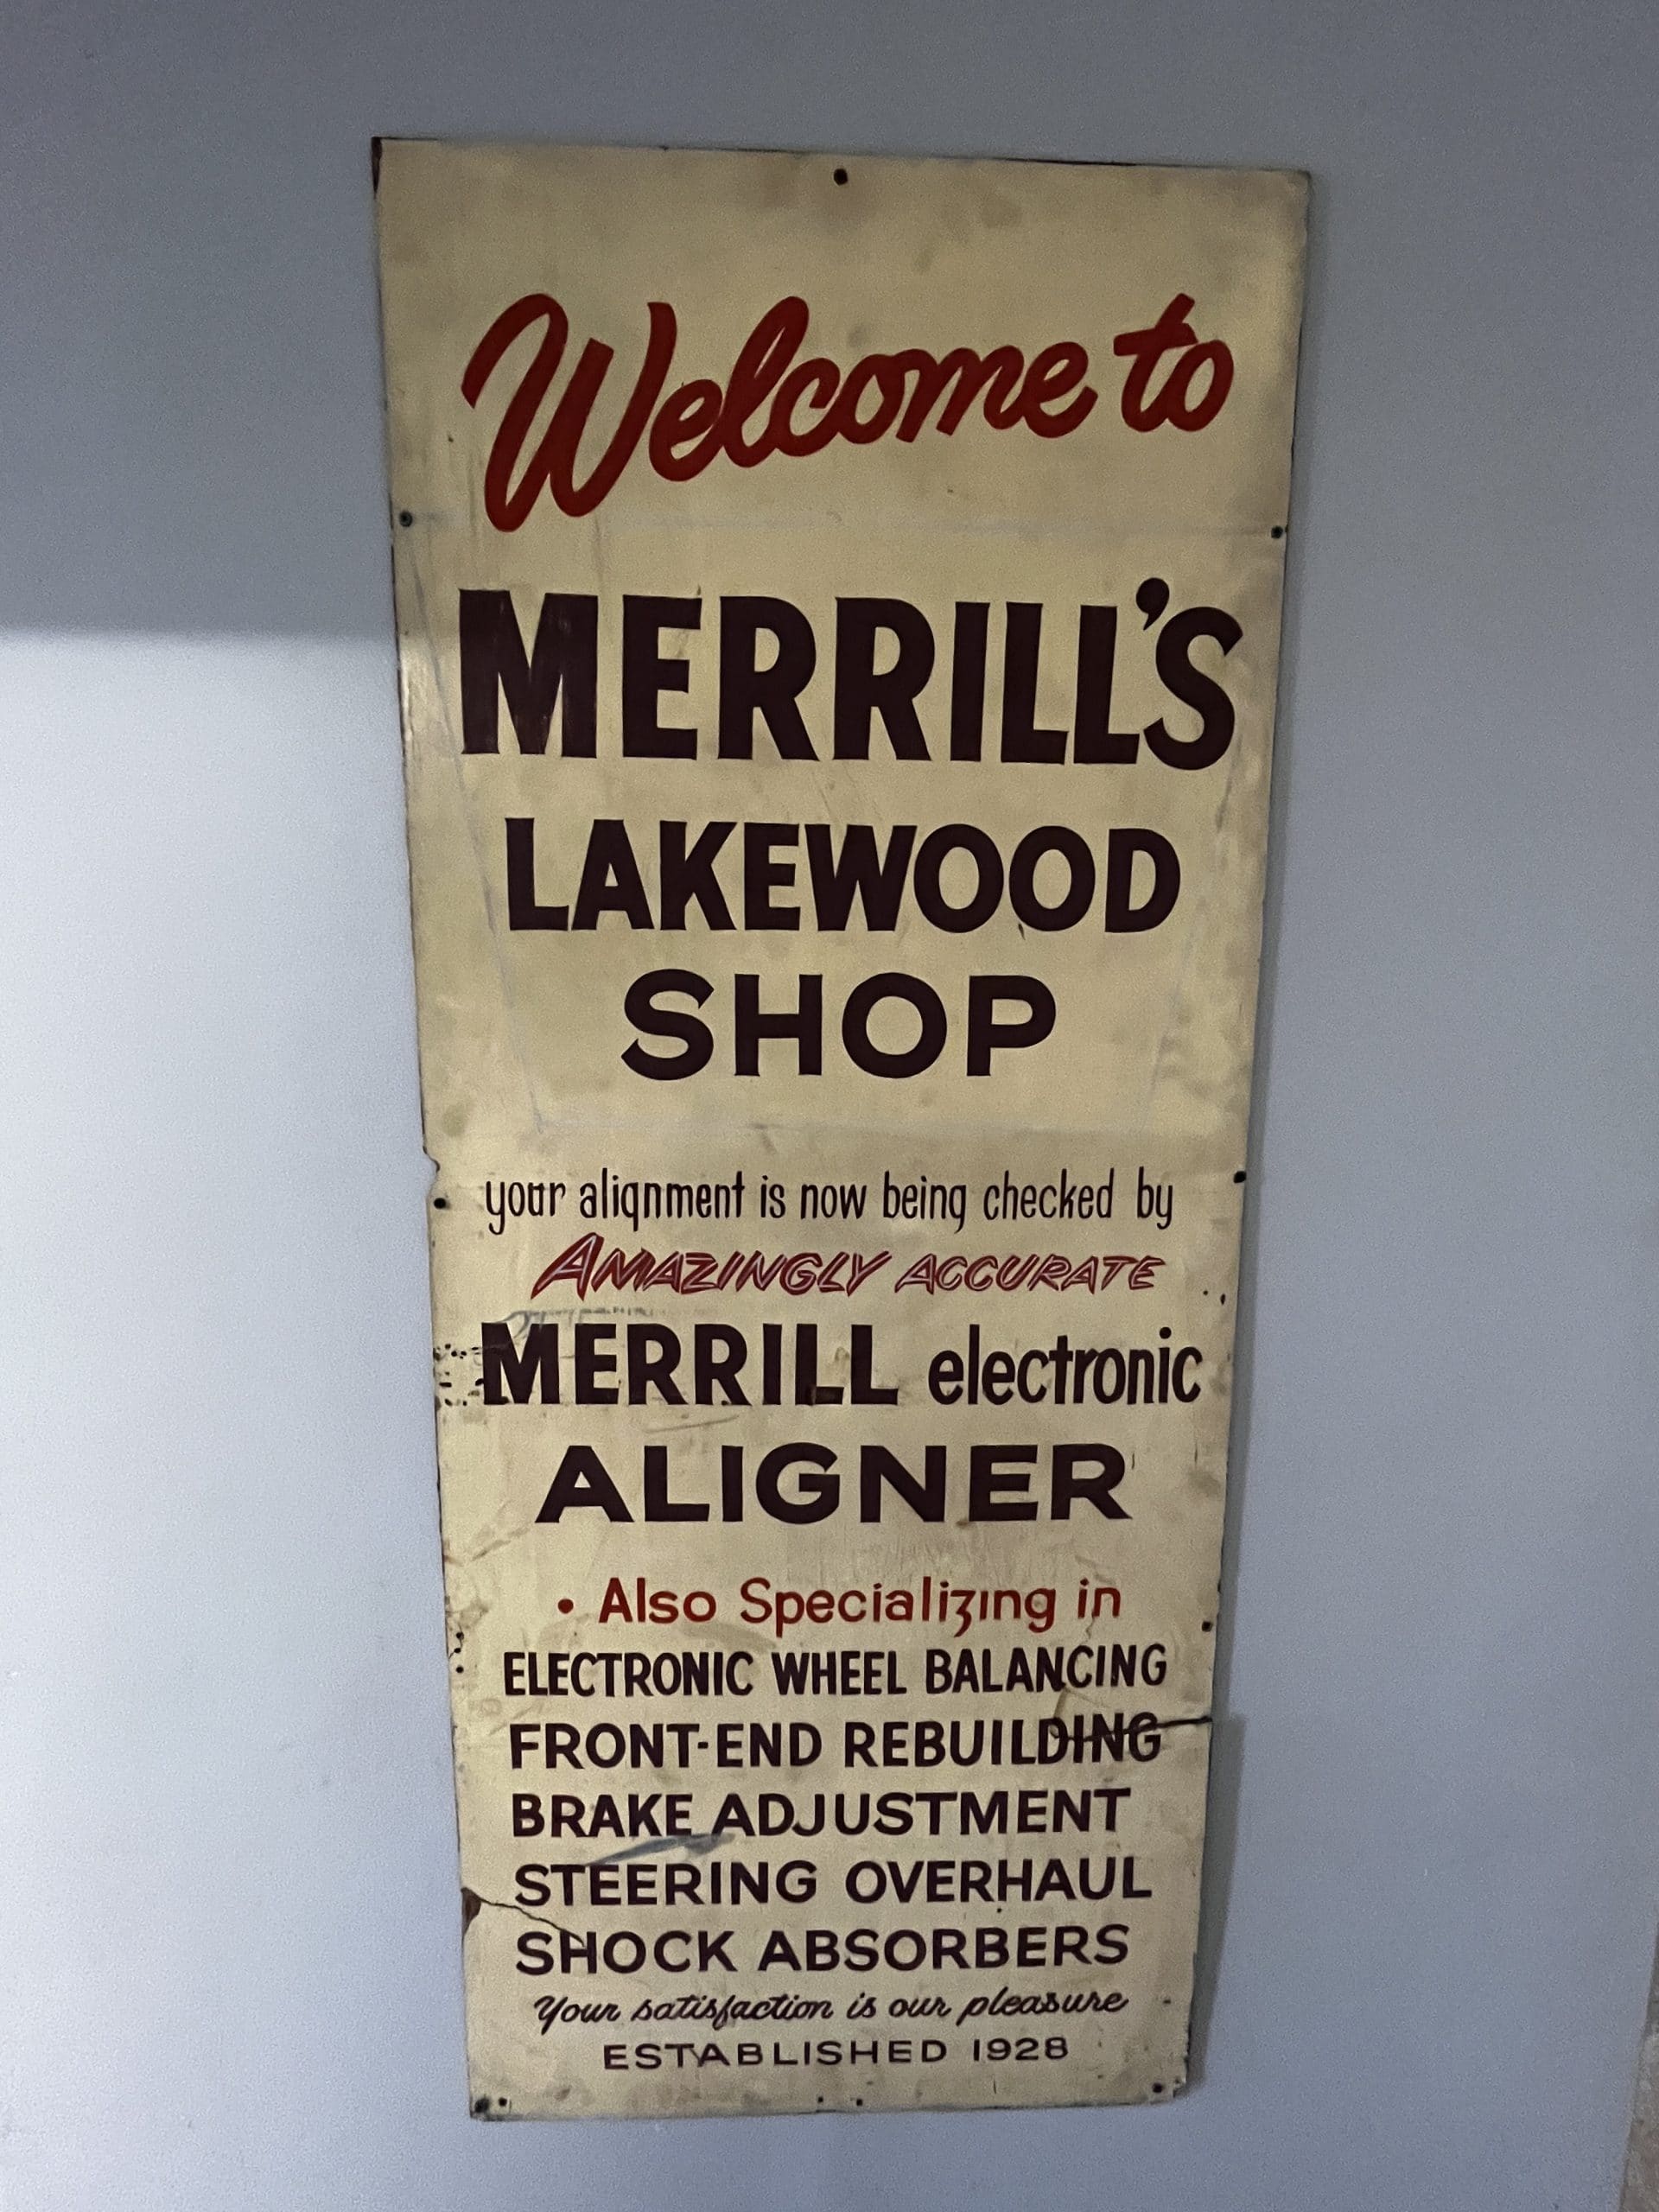 Welcome to
MERRILL'S
LAKEWOOD
SHOP
your alignment is now being checked by
AMAZINGLY ACCURATE
MERRILL electronic
ALIGNER
• Also Specializing in
ELECTRONIC WHEEL BALANCING
FRONT-END REBUILDING
BRAKE ADJUSTMENT
STEERING OVERHAUL
SHOCK ABSORBERS
Your satisfaction is our pleasure
ESTABLISHED 1928